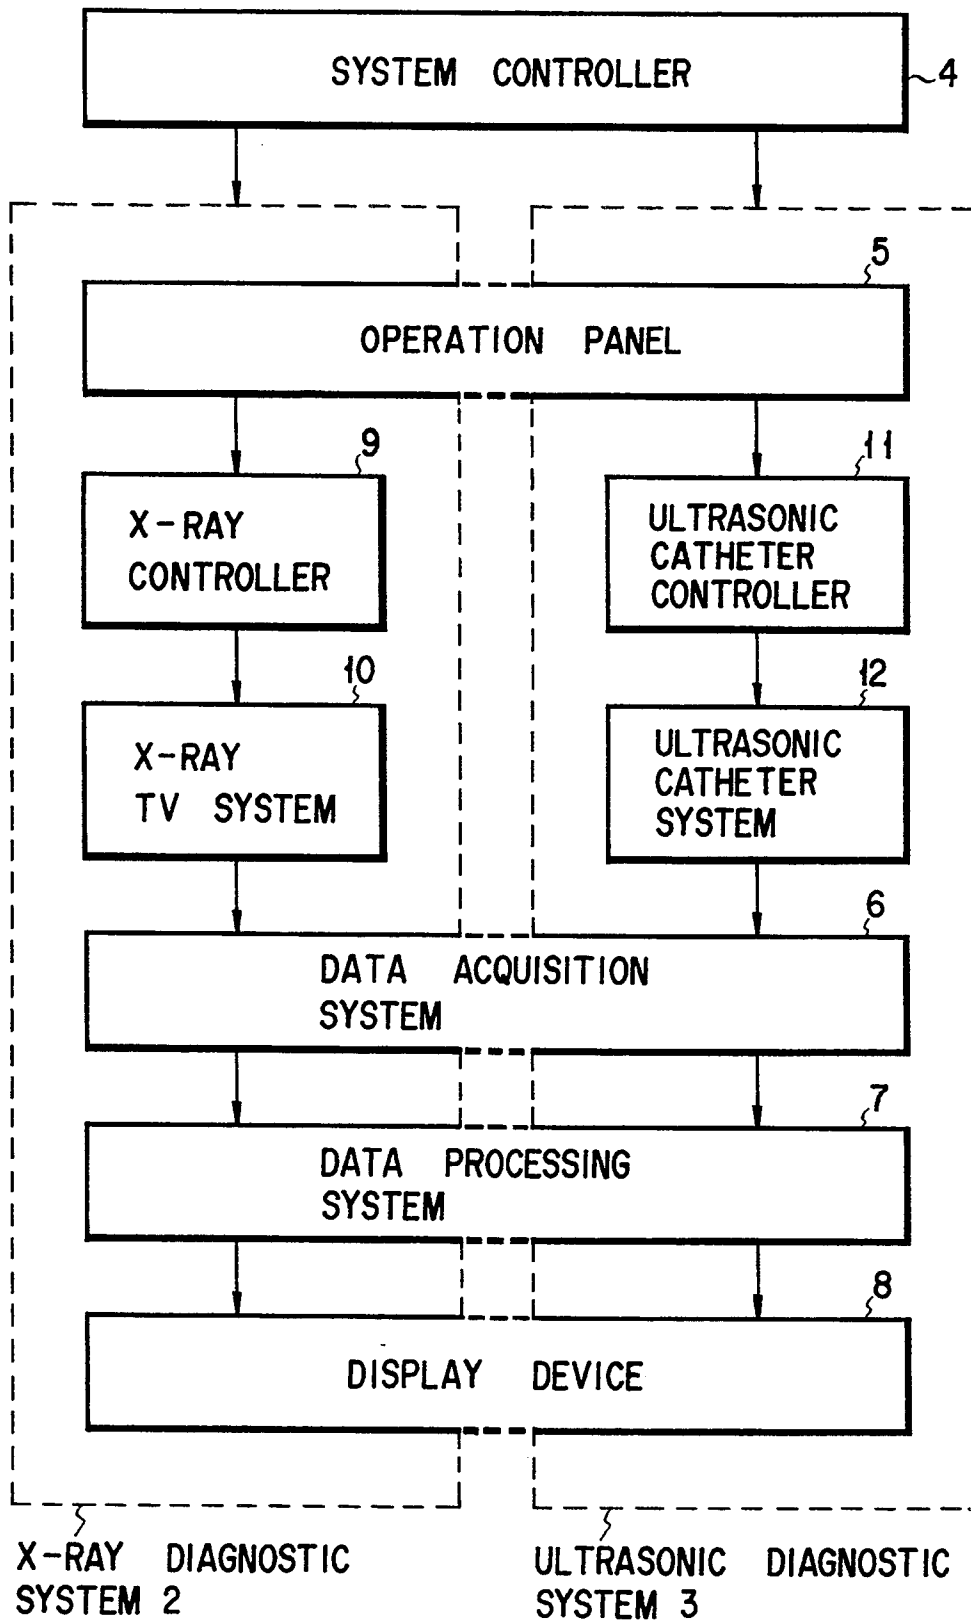 SYSTEM CONTROLLER
4
5
OPERATION PANEL
9
X-RAY
CONTROLLER
11
ULTRASONIC
CATHETER
CONTROLLER
10
X-RAY
TV SYSTEM
12
ULTRASONIC
CATHETER
SYSTEM
6
DATA ACQUISITION
SYSTEM
7
DATA PROCESSING
SYSTEM
8
DISPLAY DEVICE
X-RAY DIAGNOSTIC
SYSTEM 2
ULTRASONIC DIAGNOSTIC
SYSTEM 3